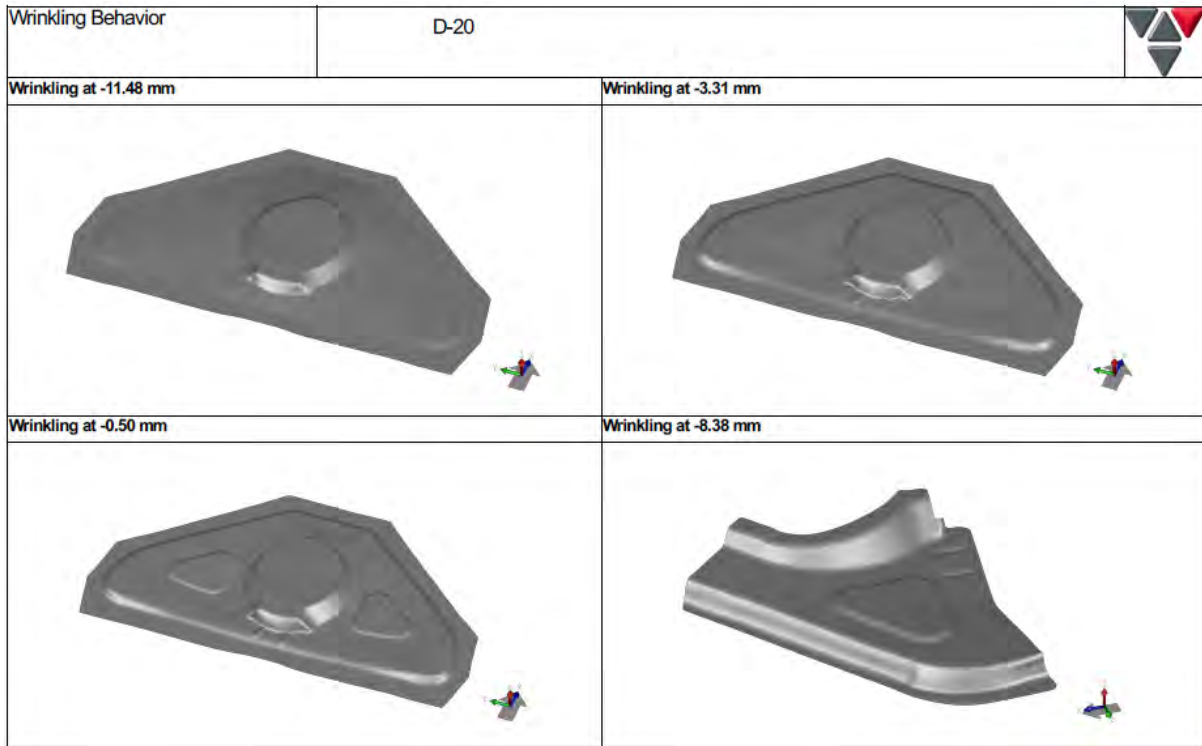 Wrinkling Behavior
D-20
Wrinkling at -11.48 mm
Wrinkling at -3.31 mm
Wrinkling at -0.50 mm
Wrinkling at -8.38 mm